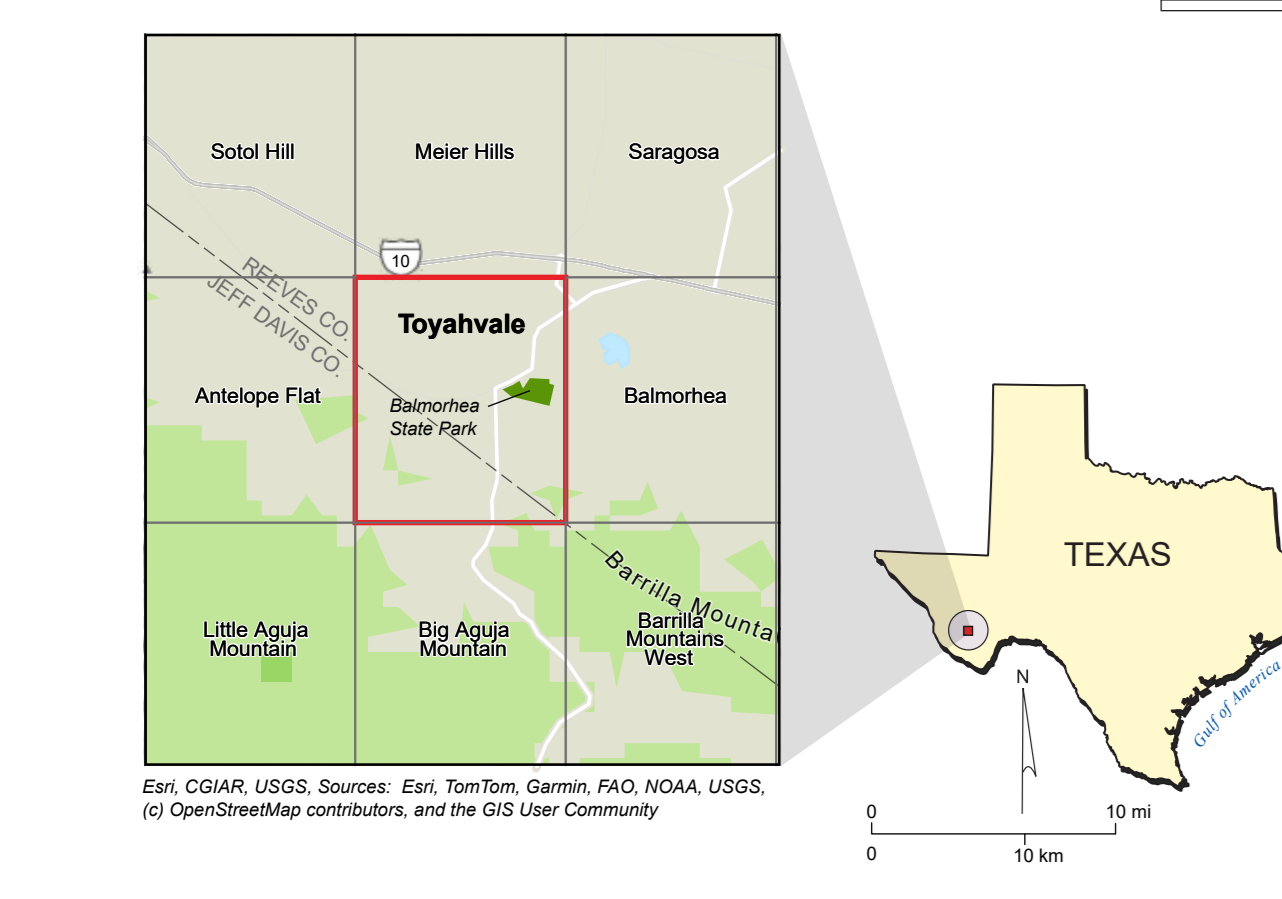 Sotol Hill
Meier Hills
Saragosa
10
REEVES CO.
JEFF DAVIS CO.
Toyahvale
Antelope Flat
Balmorhea
State Park
Balmorhea
Barrilla Mounta
Little Aguja
Mountain
Big Aguja
Mountain
Barrilla
Mountains
West
Esri, CGIAR, USGS, Sources: Esri, TomTom, Garmin, FAO, NOAA, USGS,
(c) OpenStreetMap contributors, and the GIS User Community
TEXAS
Gulf of America
N
0 10 mi
0 10 km